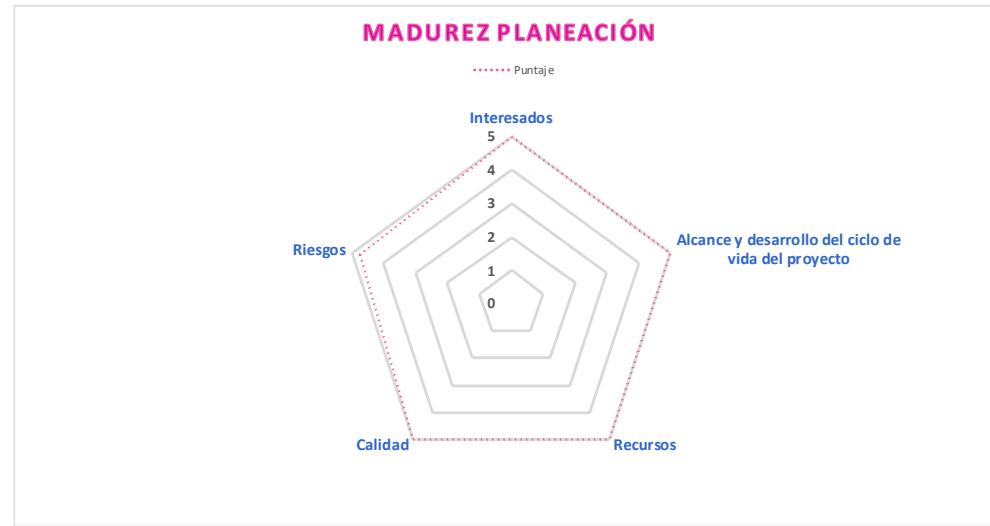 MADUREZ PLANEACIÓN
Puntaje
Interesados
5
4
3
2
1
0
Alcance y desarrollo del ciclo de
vida del proyecto
Riesgos
Calidad
Recursos